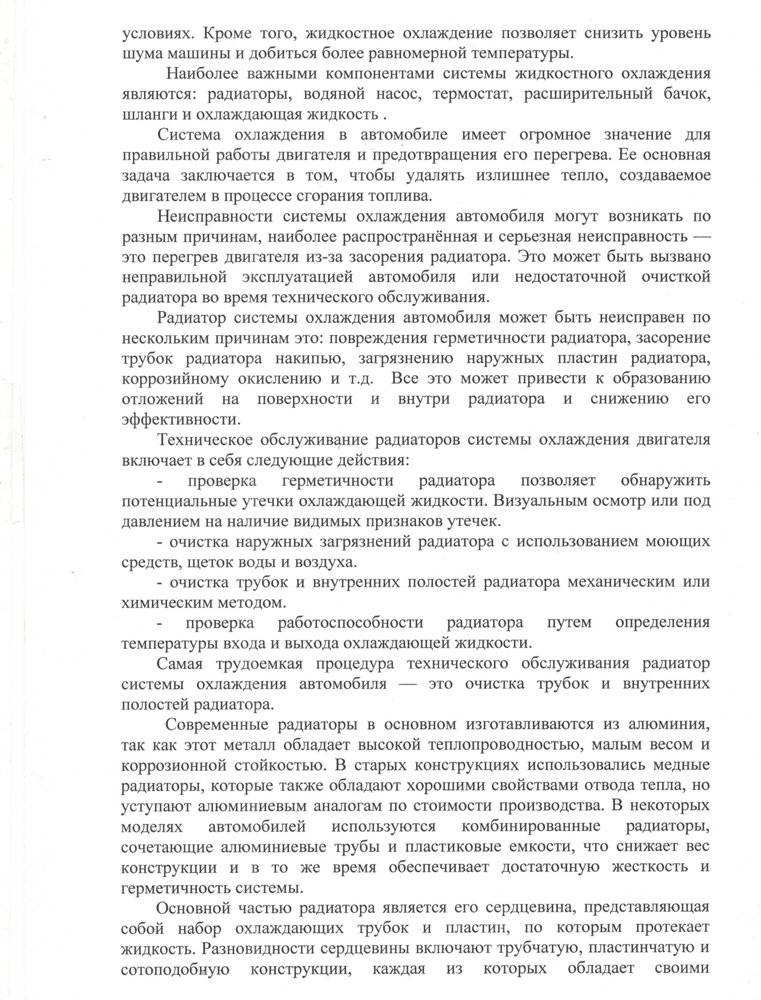 условиях. Кроме того, жидкостное охлаждение позволяет снизить уровень
шума машины и добиться более равномерной температуры.
Наиболее важными компонентами системы жидкостного охлаждения
являются: радиаторы, водяной насос, термостат, расширительный бачок,
шланги и охлаждающая жидкость .
Система охлаждения в автомобиле имеет огромное значение для
правильной работы двигателя и предотвращения его перегрева. Ее основная
задача заключается в том, чтобы удалять излишнее тепло, создаваемое
двигателем в процессе сгорания топлива.
Неисправности системы охлаждения автомобиля могут возникать по
разным причинам, наиболее распространённая и серьезная неисправность —
это перегрев двигателя из-за засорения радиатора. Это может быть вызвано
неправильной эксплуатацией автомобиля или недостаточной очисткой
радиатора во время технического обслуживания.
Радиатор системы охлаждения автомобиля может быть неисправен по
нескольким причинам это: повреждения герметичности радиатора, засорение
трубок радиатора накипью, загрязнению наружных пластин радиатора,
коррозийному окислению и т.д. Все это может привести к образованию
отложений на поверхности и внутри радиатора и снижению его
эффективности.
Техническое обслуживание радиаторов системы охлаждения двигателя
включает в себя следующие действия:
- проверка герметичности радиатора позволяет обнаружить
потенциальные утечки охлаждающей жидкости. Визуальным осмотр или под
давлением на наличие видимых признаков утечек.
- очистка наружных загрязнений радиатора с использованием моющих
средств, щеток воды и воздуха.
- очистка трубок и внутренних полостей радиатора механическим или
химическим методом.
- проверка работоспособности радиатора путем определения
температуры входа и выхода охлаждающей жидкости.
Самая трудоемкая процедура технического обслуживания радиатор
системы охлаждения автомобиля — это очистка трубок и внутренних
полостей радиатора.
Современные радиаторы в основном изготавливаются из алюминия,
так как этот металл обладает высокой теплопроводностью, малым весом и
коррозионной стойкостью. В старых конструкциях использовались медные
радиаторы, которые также обладают хорошими свойствами отвода тепла, но
уступают алюминиевым аналогам по стоимости производства. В некоторых
моделях автомобилей используются комбинированные радиаторы,
сочетающие алюминиевые трубы и пластиковые емкости, что снижает вес
конструкции и в то же время обеспечивает достаточную жесткость и
герметичность системы.
Основной частью радиатора является его сердцевина, представляющая
собой набор охлаждающих трубок и пластин, по которым протекает
жидкость. Разновидности сердцевины включают трубчатую, пластинчатую и
сотоподобную конструкции, каждая из которых обладает своими